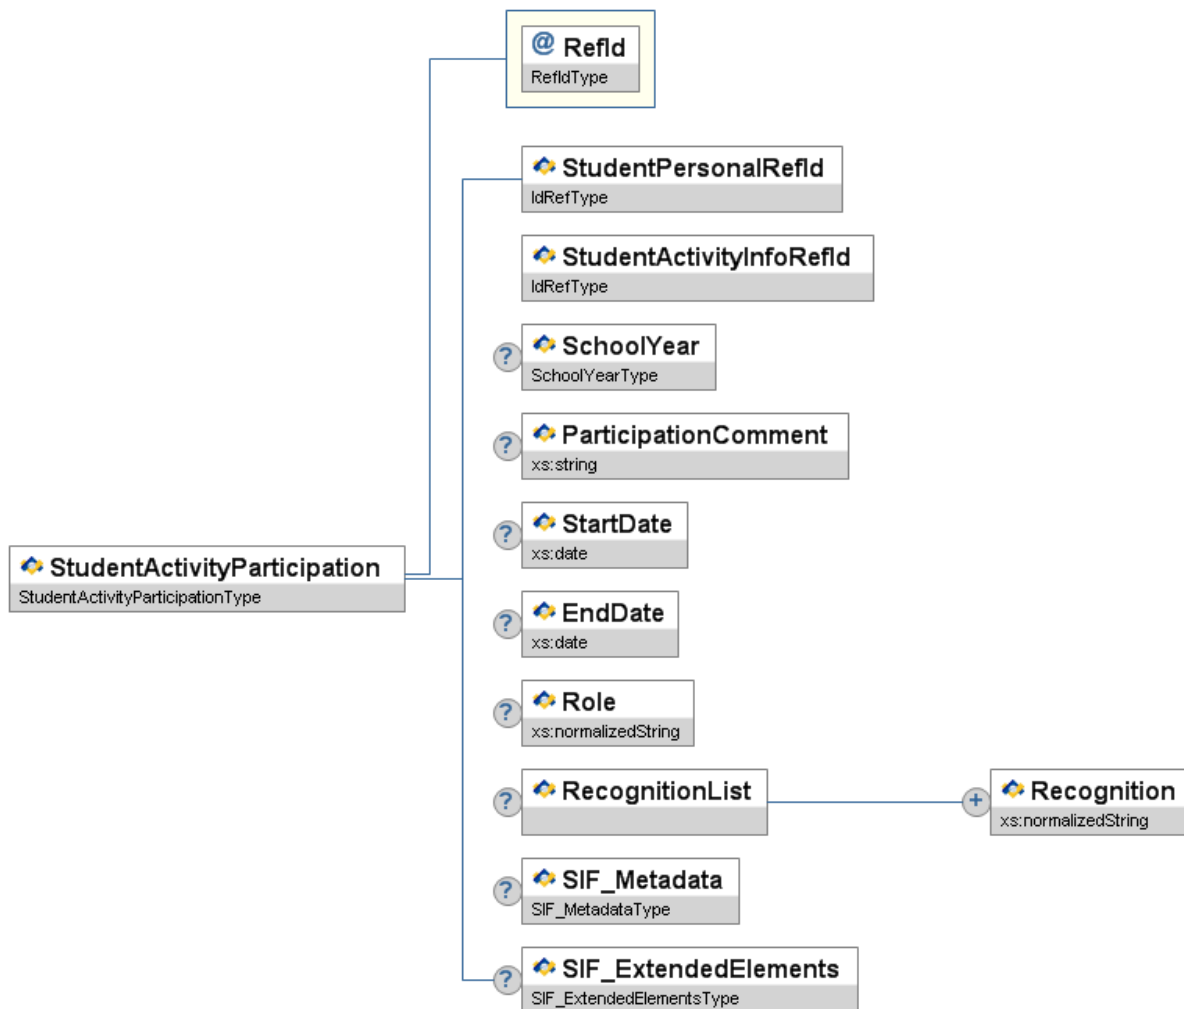 @ RefId
RefIdType
StudentPersonalRefId
IdRefType
StudentActivityInfoRefId
IdRefType
? SchoolYear
SchoolYearType
? ParticipationComment
xs:string
? StartDate
xs:date
StudentActivityParticipation
StudentActivityParticipationType
? EndDate
xs:date
? Role
xs:normalizedString
? RecognitionList
+ Recognition
xs:normalizedString
? SIF_Metadata
SIF_MetadataType
? SIF_ExtendedElements
SIF_ExtendedElementsType